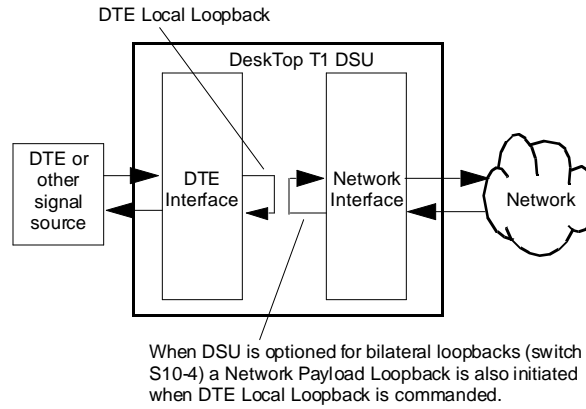 DTE Local Loopback
DeskTop T1 DSU
DTE or
other
signal
source
DTE
Interface
Network
Interface
Network
When DSU is optioned for bilateral loopbacks (switch
S10-4) a Network Payload Loopback is also initiated
when DTE Local Loopback is commanded.